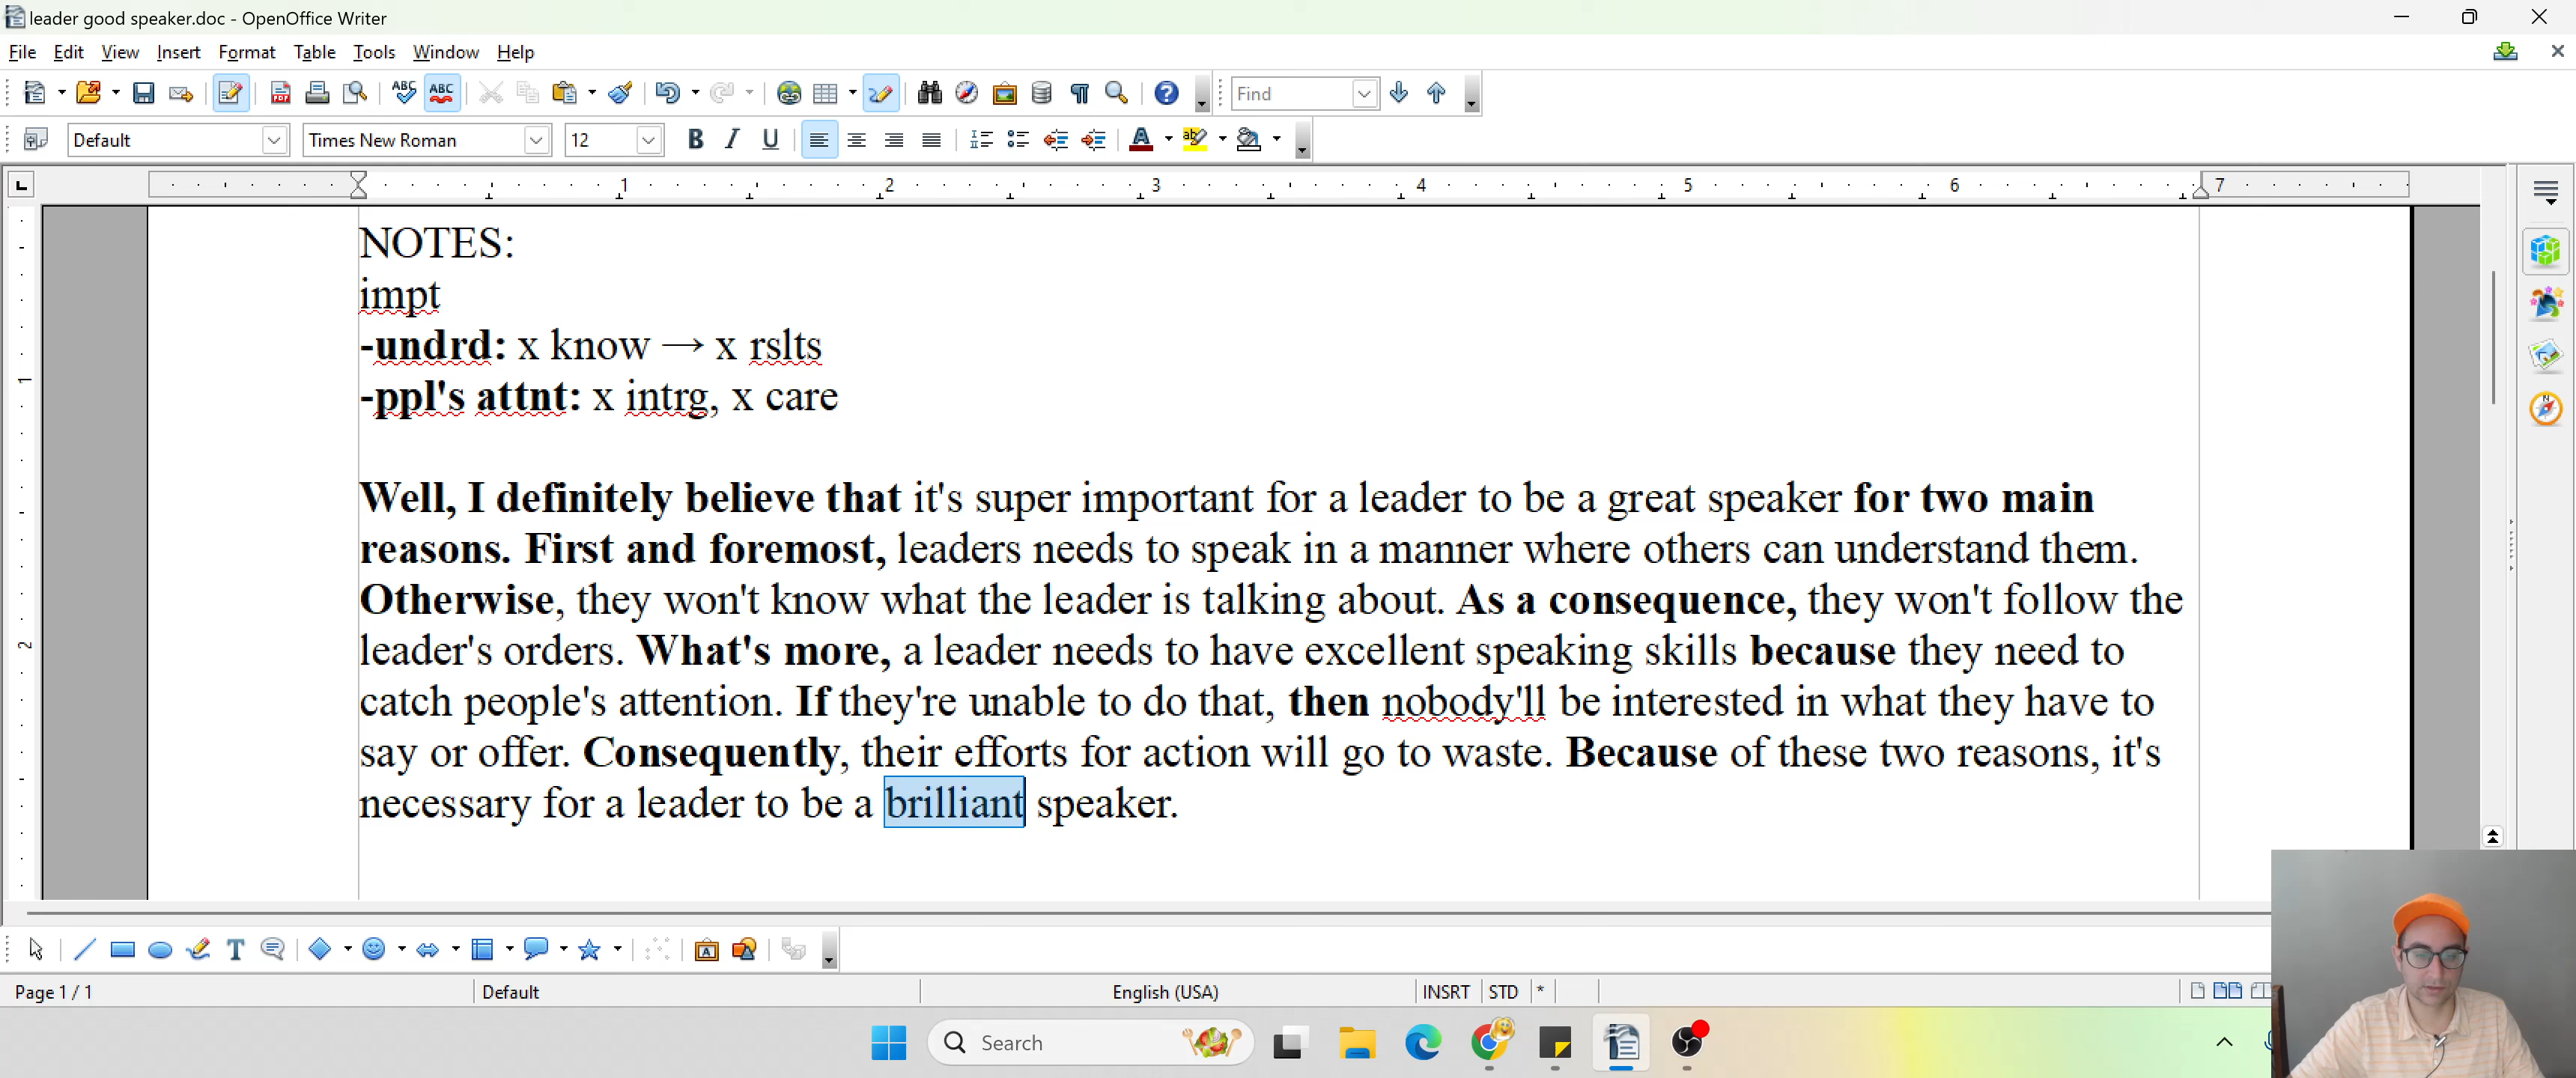 leader good speaker.doc - OpenOffice Writer
File Edit View Insert Format Table Tools Window Help
Find
Default Times New Roman 12
1 2 3 4 5 6 7
NOTES:
impt
-undrd: x know → x rslts
-ppl's attnt: x intrg, x care
Well, I definitely believe that it's super important for a leader to be a great speaker for two main
reasons. First and foremost, leaders needs to speak in a manner where others can understand them.
Otherwise, they won't know what the leader is talking about. As a consequence, they won't follow the
leader's orders. What's more, a leader needs to have excellent speaking skills because they need to
catch people's attention. If they're unable to do that, then nobody'll be interested in what they have to
say or offer. Consequently, their efforts for action will go to waste. Because of these two reasons, it's
necessary for a leader to be a brilliant speaker.
Page 1 / 1 Default English (USA) INSRT STD *
Search